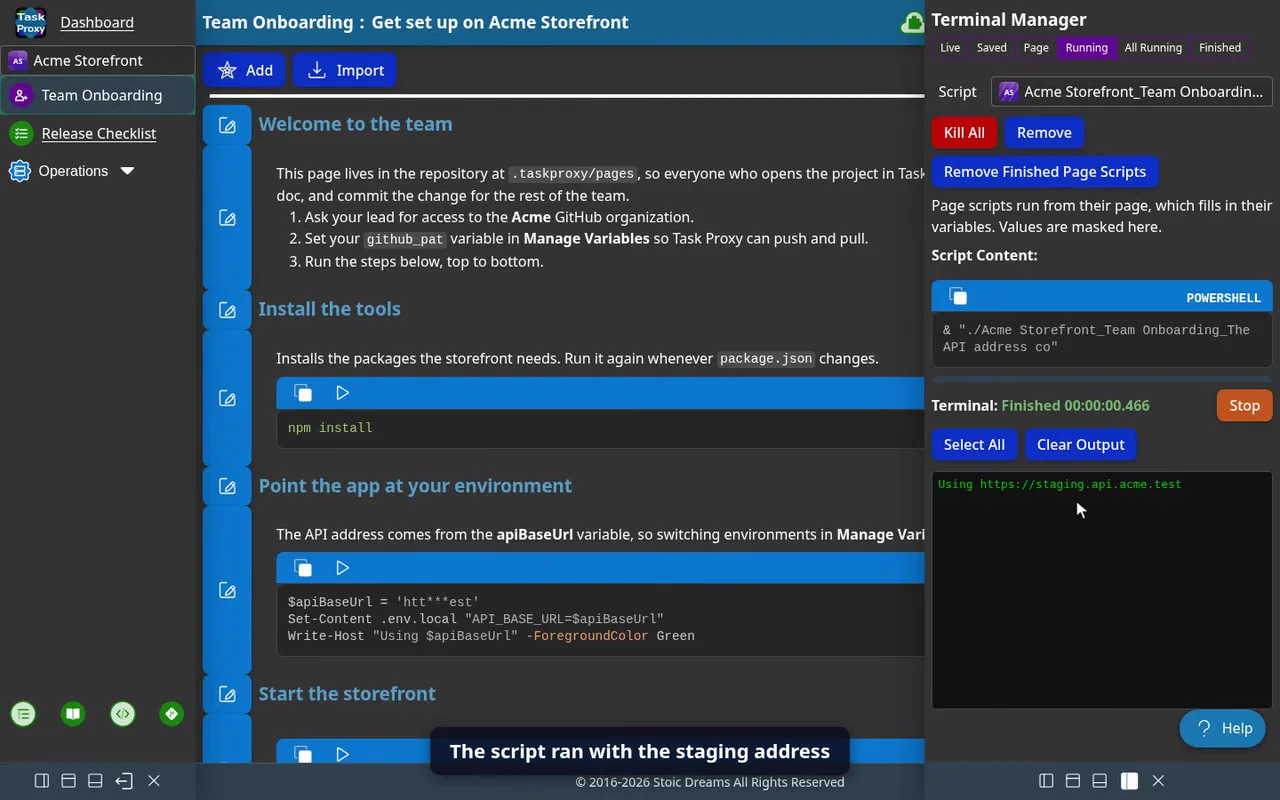 Task Proxy
Dashboard
AS Acme Storefront
Team Onboarding
Release Checklist
Operations
Team Onboarding : Get set up on Acme Storefront
Add
Import
Welcome to the team
This page lives in the repository at .taskproxy/pages, so everyone who opens the project in Task
doc, and commit the change for the rest of the team.
1. Ask your lead for access to the Acme GitHub organization.
2. Set your github_pat variable in Manage Variables so Task Proxy can push and pull.
3. Run the steps below, top to bottom.
Install the tools
Installs the packages the storefront needs. Run it again whenever package.json changes.
npm install
Point the app at your environment
The API address comes from the apiBaseUrl variable, so switching environments in Manage Vari
$apiBaseUrl = 'htt***est'
Set-Content .env.local "API_BASE_URL=$apiBaseUrl"
Write-Host "Using $apiBaseUrl" -ForegroundColor Green
Start the storefront
The script ran with the staging address
© 2016-2026 Stoic Dreams All Rights Reserved
Terminal Manager
Live Saved Page Running All Running Finished
Script AS Acme Storefront_Team Onboardin...
Kill All Remove
Remove Finished Page Scripts
Page scripts run from their page, which fills in their
variables. Values are masked here.
Script Content:
POWERSHELL
& "./Acme Storefront_Team Onboarding_The
API address co"
Terminal: Finished 00:00:00.466
Stop
Select All Clear Output
Using https://staging.api.acme.test
? Help